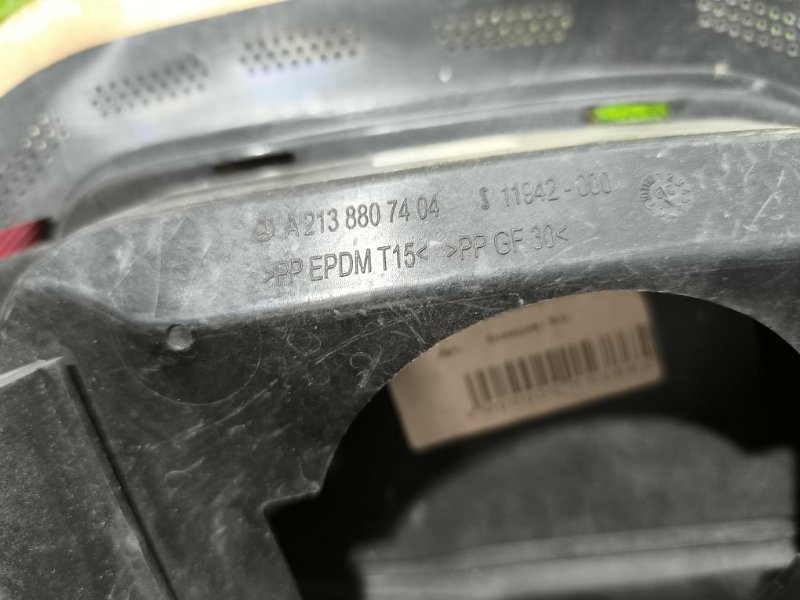 A 213 880 74 04 S 11942-000
>PP EPDM T15< >PP GF 30<